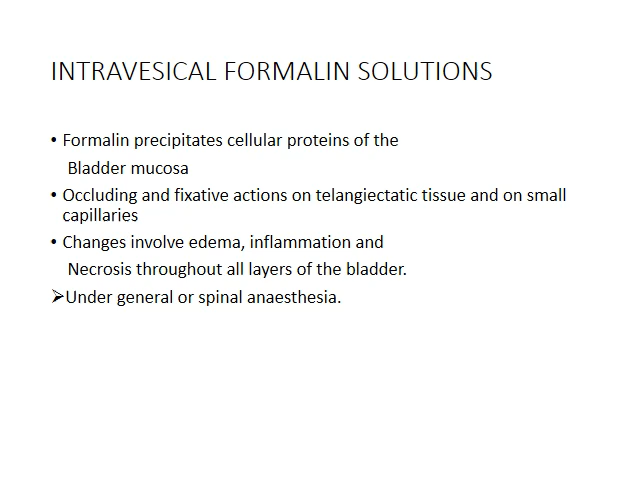 INTRAVESICAL FORMALIN SOLUTIONS
• Formalin precipitates cellular proteins of the
Bladder mucosa
• Occluding and fixative actions on telangiectatic tissue and on small
capillaries
• Changes involve edema, inflammation and
Necrosis throughout all layers of the bladder.
➢Under general or spinal anaesthesia.